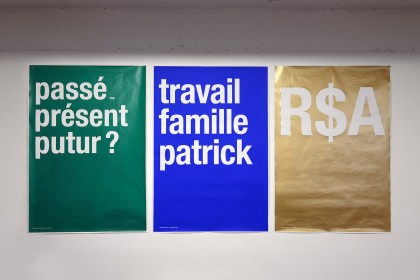 passé
présent
putur ?
travail
famille
patrick
R$A